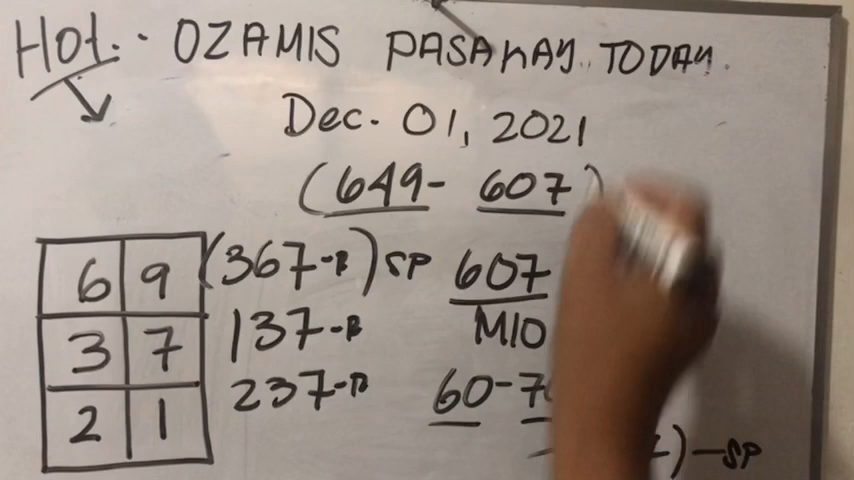 Hot. OZAMIS PASAKAY TODAY.
Dec. 01, 2021
(649 - 607)
6 9 (367-R) SP 607
3 7 137-R MIO
2 1 237-R 60-
)-SP